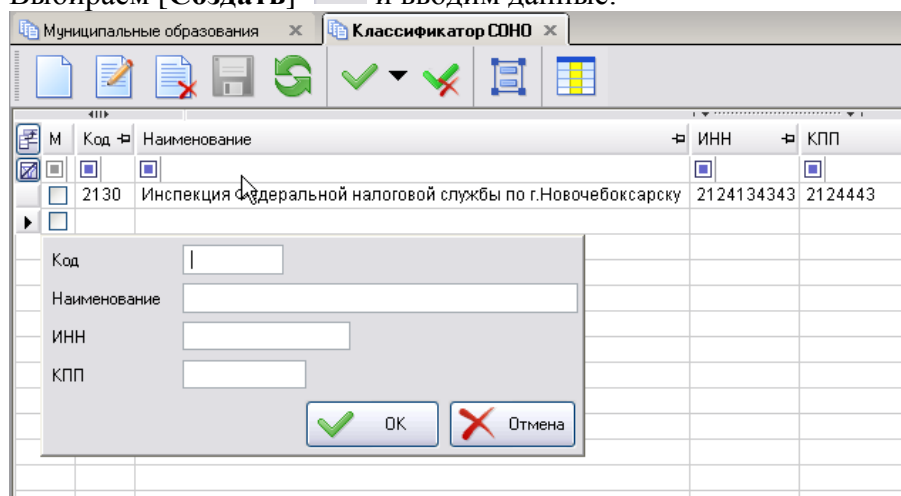 Выбираем [Создать] и вводим данные:
Муниципальные образования Классификатор СОНО
М Код Наименование ИНН КПП
2130 Инспекция Федеральной налоговой службы по г.Новочебоксарску 2124134343 2124443
Код
Наименование
ИНН
КПП
OK Отмена